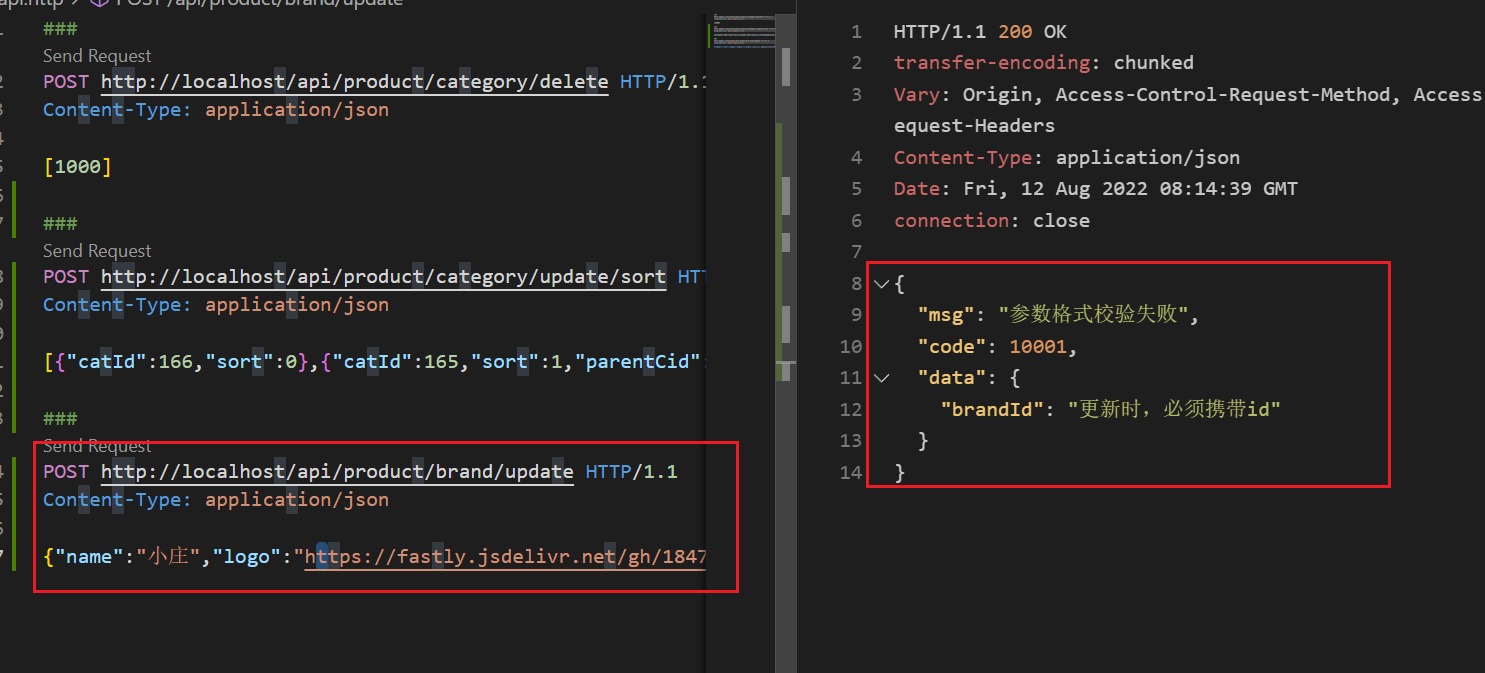 api.http > POST /api/product/brand/update
###
Send Request
POST http://localhost/api/product/category/delete HTTP/1.1
Content-Type: application/json
[1000]
###
Send Request
POST http://localhost/api/product/category/update/sort HTT
Content-Type: application/json
[{"catId":166,"sort":0},{"catId":165,"sort":1,"parentCid":
###
Send Request
POST http://localhost/api/product/brand/update HTTP/1.1
Content-Type: application/json
{"name":"小庄","logo":"https://fastly.jsdelivr.net/gh/1847
1 HTTP/1.1 200 OK
2 transfer-encoding: chunked
3 Vary: Origin, Access-Control-Request-Method, Access
equest-Headers
4 Content-Type: application/json
5 Date: Fri, 12 Aug 2022 08:14:39 GMT
6 connection: close
7
8 {
9 "msg": "参数格式校验失败",
10 "code": 10001,
11 "data": {
12 "brandId": "更新时，必须携带id"
13 }
14 }